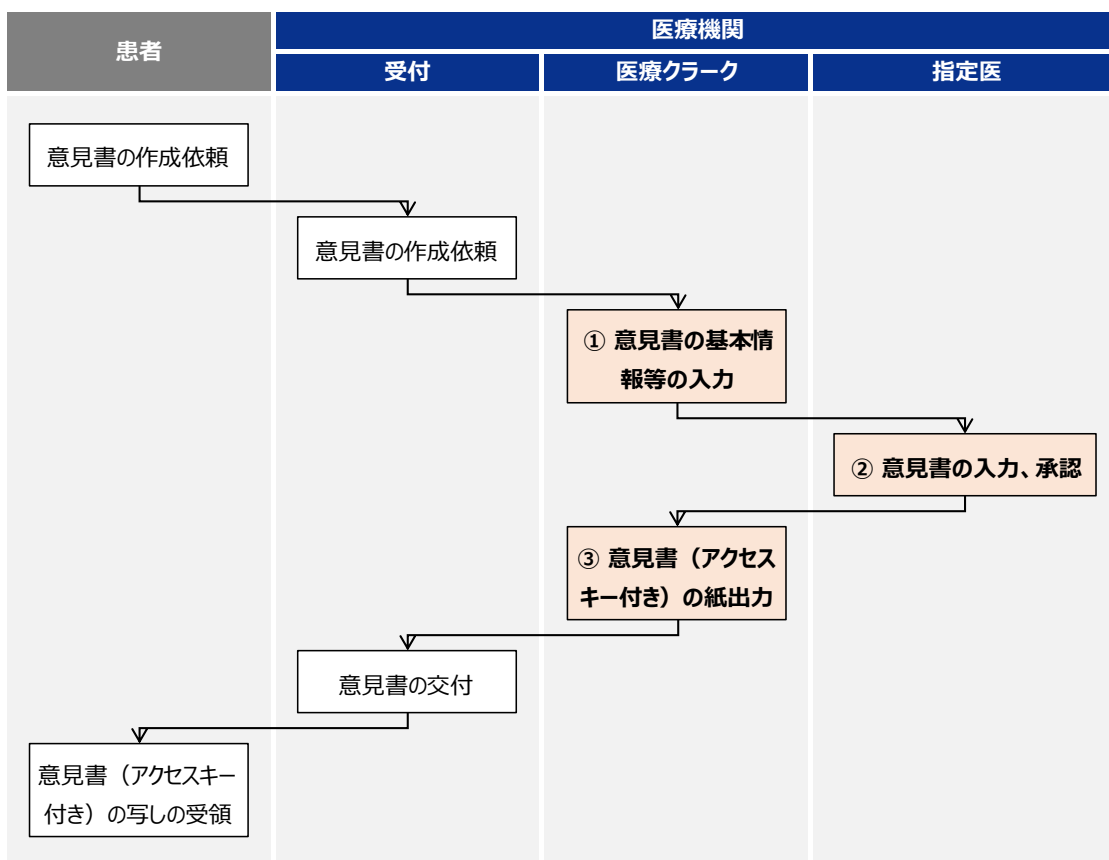 患者
医療機関
受付
医療クラーク
指定医
意見書の作成依頼
意見書の作成依頼
① 意見書の基本情
報等の入力
② 意見書の入力、承認
③ 意見書（アクセス
キー付き）の紙出力
意見書の交付
意見書（アクセスキー
付き）の写しの受領